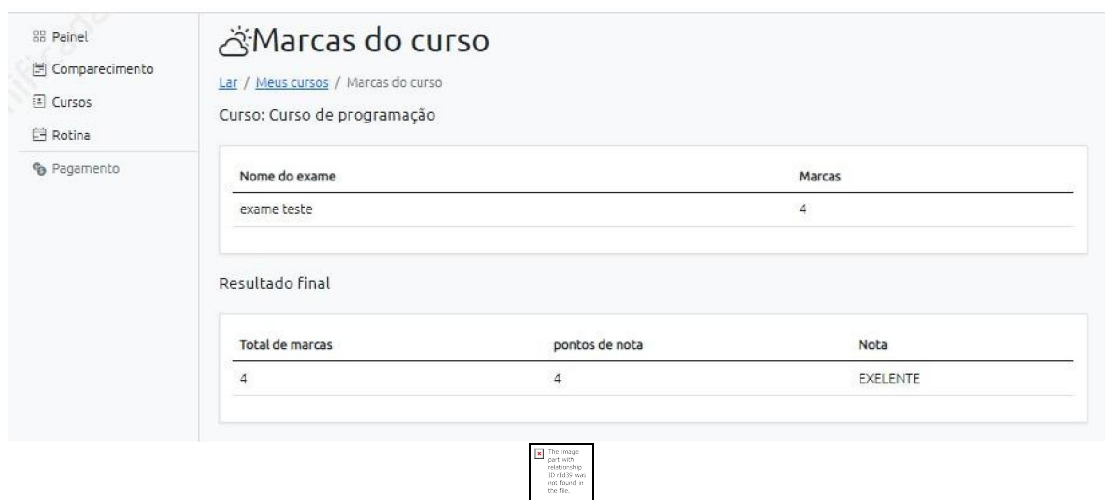 Painel
Comparecimento
Cursos
Rotina
Pagamento
Marcas do curso
Lar / Meus cursos / Marcas do curso
Curso: Curso de programação
Nome do exame Marcas
exame teste 4
Resultado final
Total de marcas pontos de nota Nota
4 4 EXELENTE
The image
part with
relationship
ID rId39 was
not found in
the file.